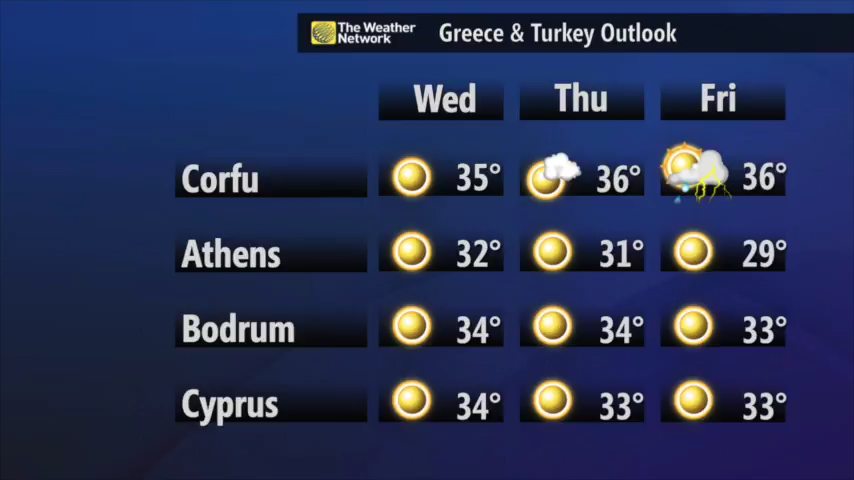 The Weather
Network
Greece & Turkey Outlook
Wed Thu Fri
Corfu 35° 36° 36°
Athens 32° 31° 29°
Bodrum 34° 34° 33°
Cyprus 34° 33° 33°